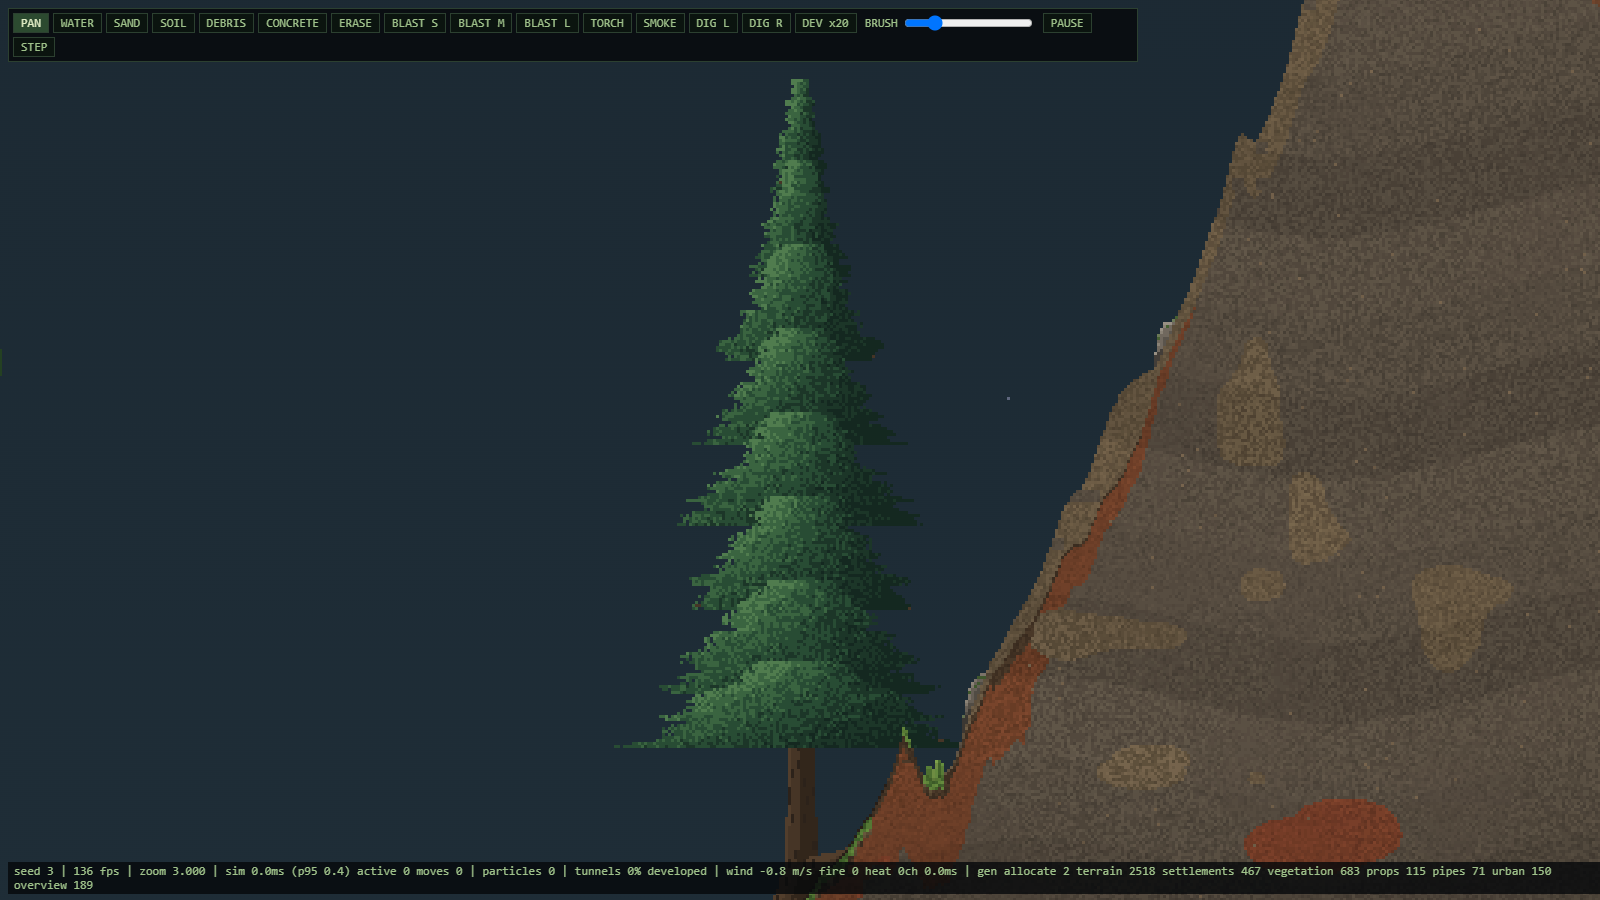 PAN WATER SAND SOIL DEBRIS CONCRETE ERASE BLAST S BLAST M BLAST L TORCH SMOKE DIG L DIG R DEV x20 BRUSH PAUSE
STEP
seed 3 | 136 fps | zoom 3.000 | sim 0.0ms (p95 0.4) active 0 moves 0 | particles 0 | tunnels 0% developed | wind -0.8 m/s fire 0 heat 0ch 0.0ms | gen allocate 2 terrain 2518 settlements 467 vegetation 683 props 115 pipes 71 urban 150
overview 189